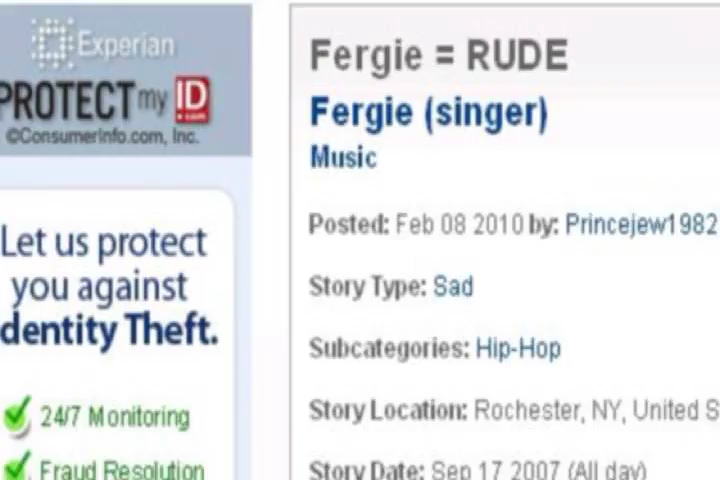 Experian
PROTECT my ID
.com
©ConsumerInfo.com, Inc.
Let us protect
you against
dentity Theft.
24/7 Monitoring
Fraud Resolution
Fergie = RUDE
Fergie (singer)
Music
Posted: Feb 08 2010 by: Princejew1982
Story Type: Sad
Subcategories: Hip-Hop
Story Location: Rochester, NY, United S
Story Date: Sep 17 2007 (All day)